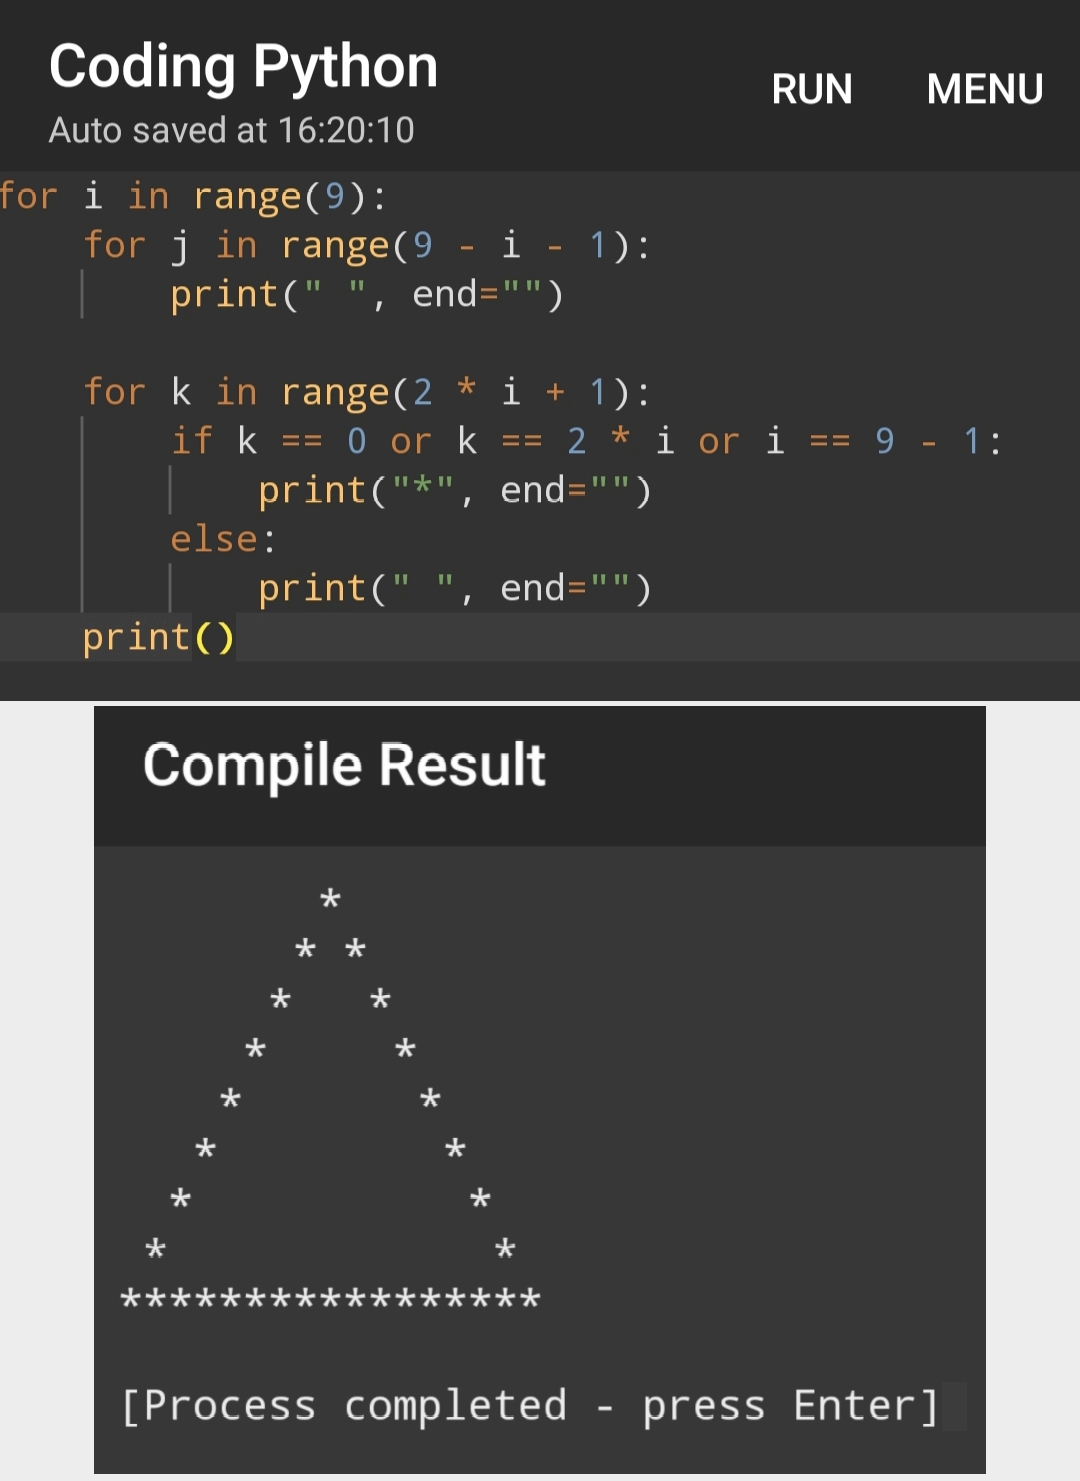 Coding Python
RUN MENU
Auto saved at 16:20:10
for i in range(9):
    for j in range(9 - i - 1):
        print(" ", end="")

    for k in range(2 * i + 1):
        if k == 0 or k == 2 * i or i == 9 - 1:
            print("*", end="")
        else:
            print(" ", end="")
    print()
Compile Result
        *
       * *
      *   *
     *     *
    *       *
   *         *
  *           *
 *             *
*****************

[Process completed - press Enter]